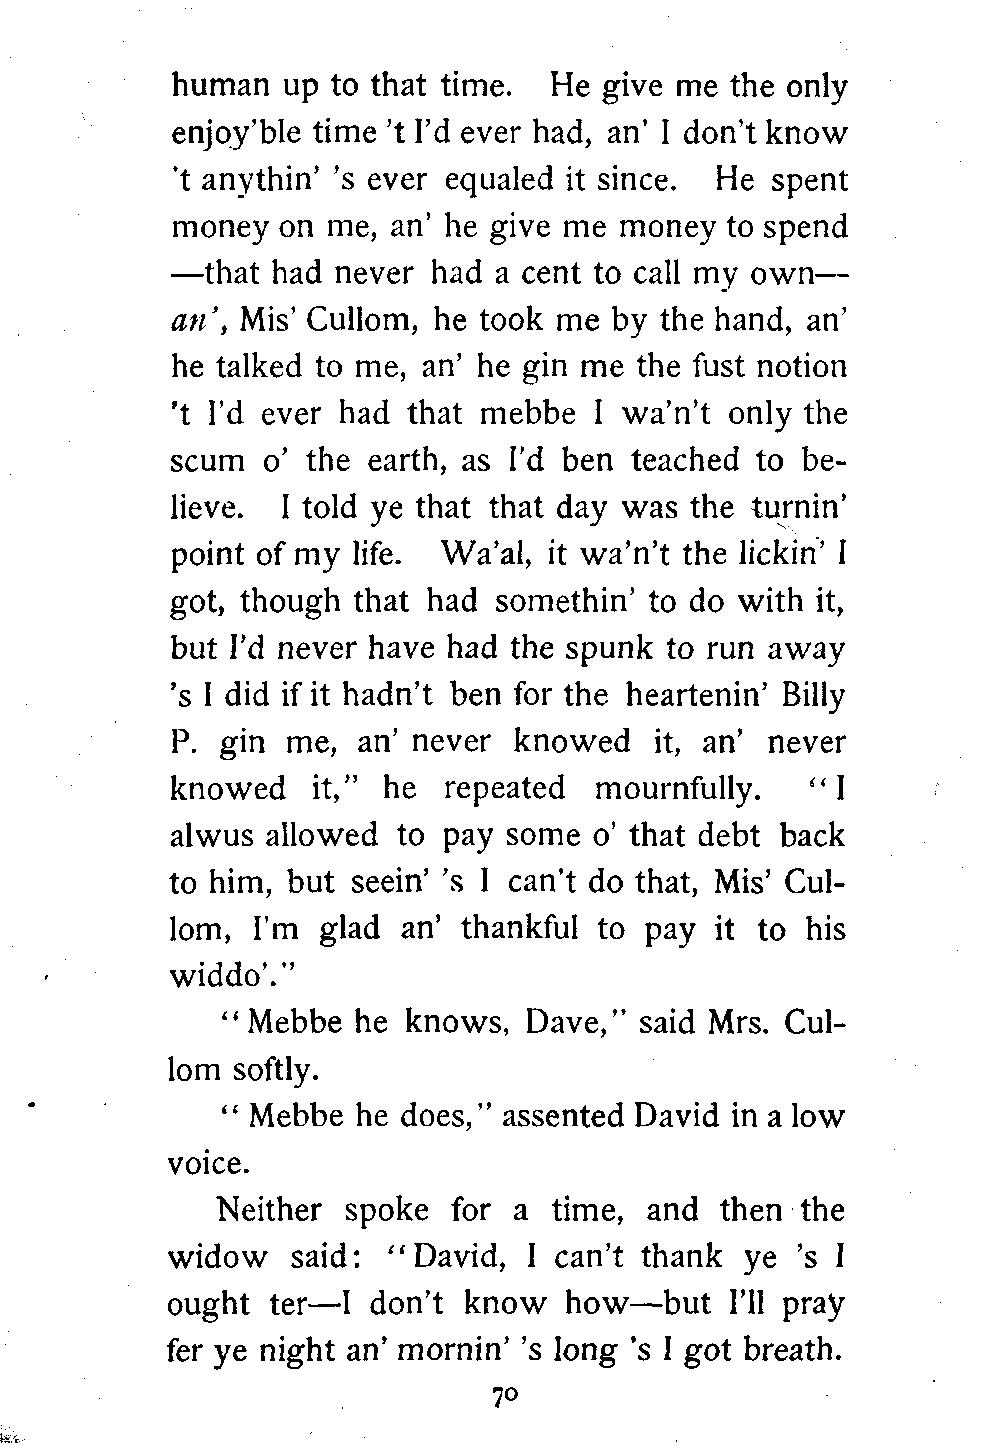 human up to that time. He give me the only
enjoy'ble time 't I'd ever had, an' I don't know
't anythin' 's ever equaled it since. He spent
money on me, an' he give me money to spend
—that had never had a cent to call my own—
an', Mis' Cullom, he took me by the hand, an'
he talked to me, an' he gin me the fust notion
't I'd ever had that mebbe I wa'n't only the
scum o' the earth, as I'd ben teached to be-
lieve. I told ye that that day was the turnin'
point of my life. Wa'al, it wa'n't the lickin' I
got, though that had somethin' to do with it,
but I'd never have had the spunk to run away
's I did if it hadn't ben for the heartenin' Billy
P. gin me, an' never knowed it, an' never
knowed it," he repeated mournfully. "I
alwus allowed to pay some o' that debt back
to him, but seein' 's I can't do that, Mis' Cul-
lom, I'm glad an' thankful to pay it to his
widdo'."
"Mebbe he knows, Dave," said Mrs. Cul-
lom softly.
"Mebbe he does," assented David in a low
voice.
Neither spoke for a time, and then the
widow said: "David, I can't thank ye 's I
ought ter—I don't know how—but I'll pray
fer ye night an' mornin' 's long 's I got breath.
70